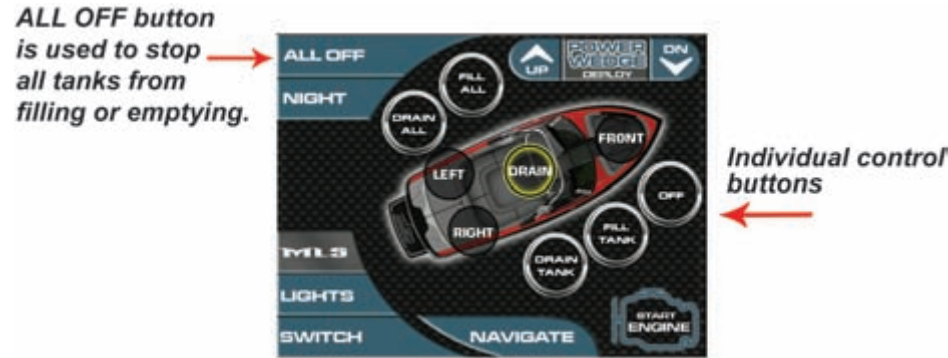 ALL OFF button
is used to stop
all tanks from
filling or emptying.
ALL OFF
NIGHT
FILL
ALL
DRAIN
ALL
UP
POWER
WEDGE
DEPLOY
DN
FRONT
LEFT
DRAIN
RIGHT
OFF
FILL
TANK
DRAIN
TANK
Individual control
buttons
MLS
LIGHTS
SWITCH
NAVIGATE
START
ENGINE